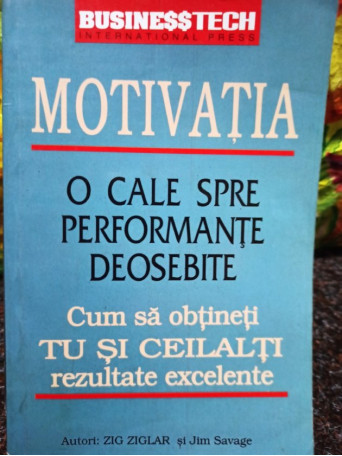 BUSINE$$TECH
INTERNATIONAL PRESS
MOTIVAȚIA
O CALE SPRE
PERFORMANȚE
DEOSEBITE
Cum să obțineți
TU ȘI CEILALȚI
rezultate excelente
Autori: ZIG ZIGLAR și Jim Savage